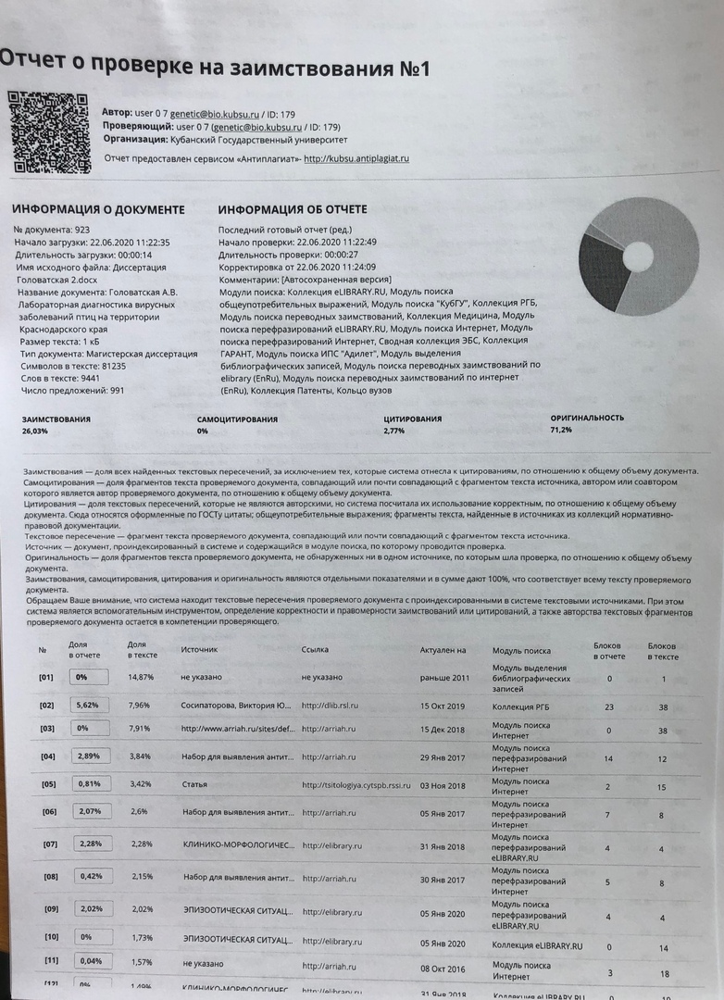 Отчет о проверке на заимствования №1
Автор: user 0 7 genetic@bio.kubsu.ru / ID: 179
Проверяющий: user 0 7 (genetic@bio.kubsu.ru / ID: 179)
Организация: Кубанский Государственный университет
Отчет предоставлен сервисом «Антиплагиат»- http://kubsu.antiplagiat.ru
ИНФОРМАЦИЯ О ДОКУМЕНТЕ
№ документа: 923
Начало загрузки: 22.06.2020 11:22:35
Длительность загрузки: 00:00:14
Имя исходного файла: Диссертация
Головатская 2.docx
Название документа: Головатская А.В.
Лабораторная диагностика вирусных
заболеваний птиц на территории
Краснодарского края
Размер текста: 1 кБ
Тип документа: Магистерская диссертация
Символов в тексте: 81235
Слов в тексте: 9441
Число предложений: 991
ИНФОРМАЦИЯ ОБ ОТЧЕТЕ
Последний готовый отчет (ред.)
Начало проверки: 22.06.2020 11:22:49
Длительность проверки: 00:00:27
Корректировка от 22.06.2020 11:24:09
Комментарии: [Автосохраненная версия]
Модули поиска: Коллекция eLIBRARY.RU, Модуль поиска
общеупотребительных выражений, Модуль поиска "КубГУ", Коллекция РГБ,
Модуль поиска переводных заимствований, Коллекция Медицина, Модуль
поиска перефразирований eLIBRARY.RU, Модуль поиска Интернет, Модуль
поиска перефразирований Интернет, Сводная коллекция ЭБС, Коллекция
ГАРАНТ, Модуль поиска ИПС "Адилет", Модуль выделения
библиографических записей, Модуль поиска переводных заимствований по
elibrary (EnRu), Модуль поиска переводных заимствований по интернет
(EnRu), Коллекция Патенты, Кольцо вузов
ЗАИМСТВОВАНИЯ САМОЦИТИРОВАНИЯ ЦИТИРОВАНИЯ ОРИГИНАЛЬНОСТЬ
26,03% 0% 2,77% 71,2%
Заимствования — доля всех найденных текстовых пересечений, за исключением тех, которые система отнесла к цитированиям, по отношению к общему объему документа.
Самоцитирования — доля фрагментов текста проверяемого документа, совпадающий или почти совпадающий с фрагментом текста источника, автором или соавтором
которого является автор проверяемого документа, по отношению к общему объему документа.
Цитирования — доля текстовых пересечений, которые не являются авторскими, но система посчитала их использование корректным, по отношению к общему объему
документа. Сюда относятся оформленные по ГОСТу цитаты; общеупотребительные выражения; фрагменты текста, найденные в источниках из коллекций нормативно-
правовой документации.
Текстовое пересечение — фрагмент текста проверяемого документа, совпадающий или почти совпадающий с фрагментом текста источника.
Источник — документ, проиндексированный в системе и содержащийся в модуле поиска, по которому проводится проверка.
Оригинальность — доля фрагментов текста проверяемого документа, не обнаруженных ни в одном источнике, по которым шла проверка, по отношению к общему объему
документа.
Заимствования, самоцитирования, цитирования и оригинальность являются отдельными показателями и в сумме дают 100%, что соответствует всему тексту проверяемого
документа.
Обращаем Ваше внимание, что система находит текстовые пересечения проверяемого документа с проиндексированными в системе текстовыми источниками. При этом
система является вспомогательным инструментом, определение корректности и правомерности заимствований или цитирований, а также авторства текстовых фрагментов
проверяемого документа остается в компетенции проверяющего.
№ Доля в отчете Доля в тексте Источник Ссылка Актуален на Модуль поиска Блоков в отчете Блоков в тексте
[01] 0% 14,87% не указано не указано раньше 2011 Модуль выделения библиографических записей 0 1
[02] 5,62% 7,96% Сосипаторова, Виктория Ю... http://dlib.rsl.ru 15 Окт 2019 Коллекция РГБ 23 38
[03] 0% 7,91% http://www.arriah.ru/sites/def... http://arriah.ru 15 Дек 2018 Модуль поиска Интернет 0 38
[04] 2,89% 3,84% Набор для выявления антит... http://arriah.ru 29 Янв 2017 Модуль поиска перефразирований Интернет 14 12
[05] 0,81% 3,42% Статья http://tsitologiya.cytspb.rssi.ru 03 Ноя 2018 Модуль поиска Интернет 2 15
[06] 2,07% 2,6% Набор для выявления антит... http://arriah.ru 05 Янв 2017 Модуль поиска перефразирований Интернет 7 8
[07] 2,28% 2,28% КЛИНИКО-МОРФОЛОГИЧЕС... http://elibrary.ru 31 Янв 2018 Модуль поиска перефразирований eLIBRARY.RU 4 4
[08] 0,42% 2,15% Набор для выявления антит... http://arriah.ru 30 Янв 2017 Модуль поиска перефразирований Интернет 5 8
[09] 2,02% 2,02% ЭПИЗООТИЧЕСКАЯ СИТУАЦ... http://elibrary.ru 05 Янв 2020 Модуль поиска перефразирований eLIBRARY.RU 4 4
[10] 0% 1,73% ЭПИЗООТИЧЕСКАЯ СИТУАЦ... http://elibrary.ru 05 Янв 2020 Коллекция eLIBRARY.RU 0 14
[11] 0,04% 1,57% не указано http://arriah.ru 08 Окт 2016 Модуль поиска Интернет 3 18
[12] 0% 1,49% КЛИНИКО-МОРФОЛОГИЧЕС... http://elibrary.ru 31 Янв 2018 Коллекция eLIBRARY.RU 0